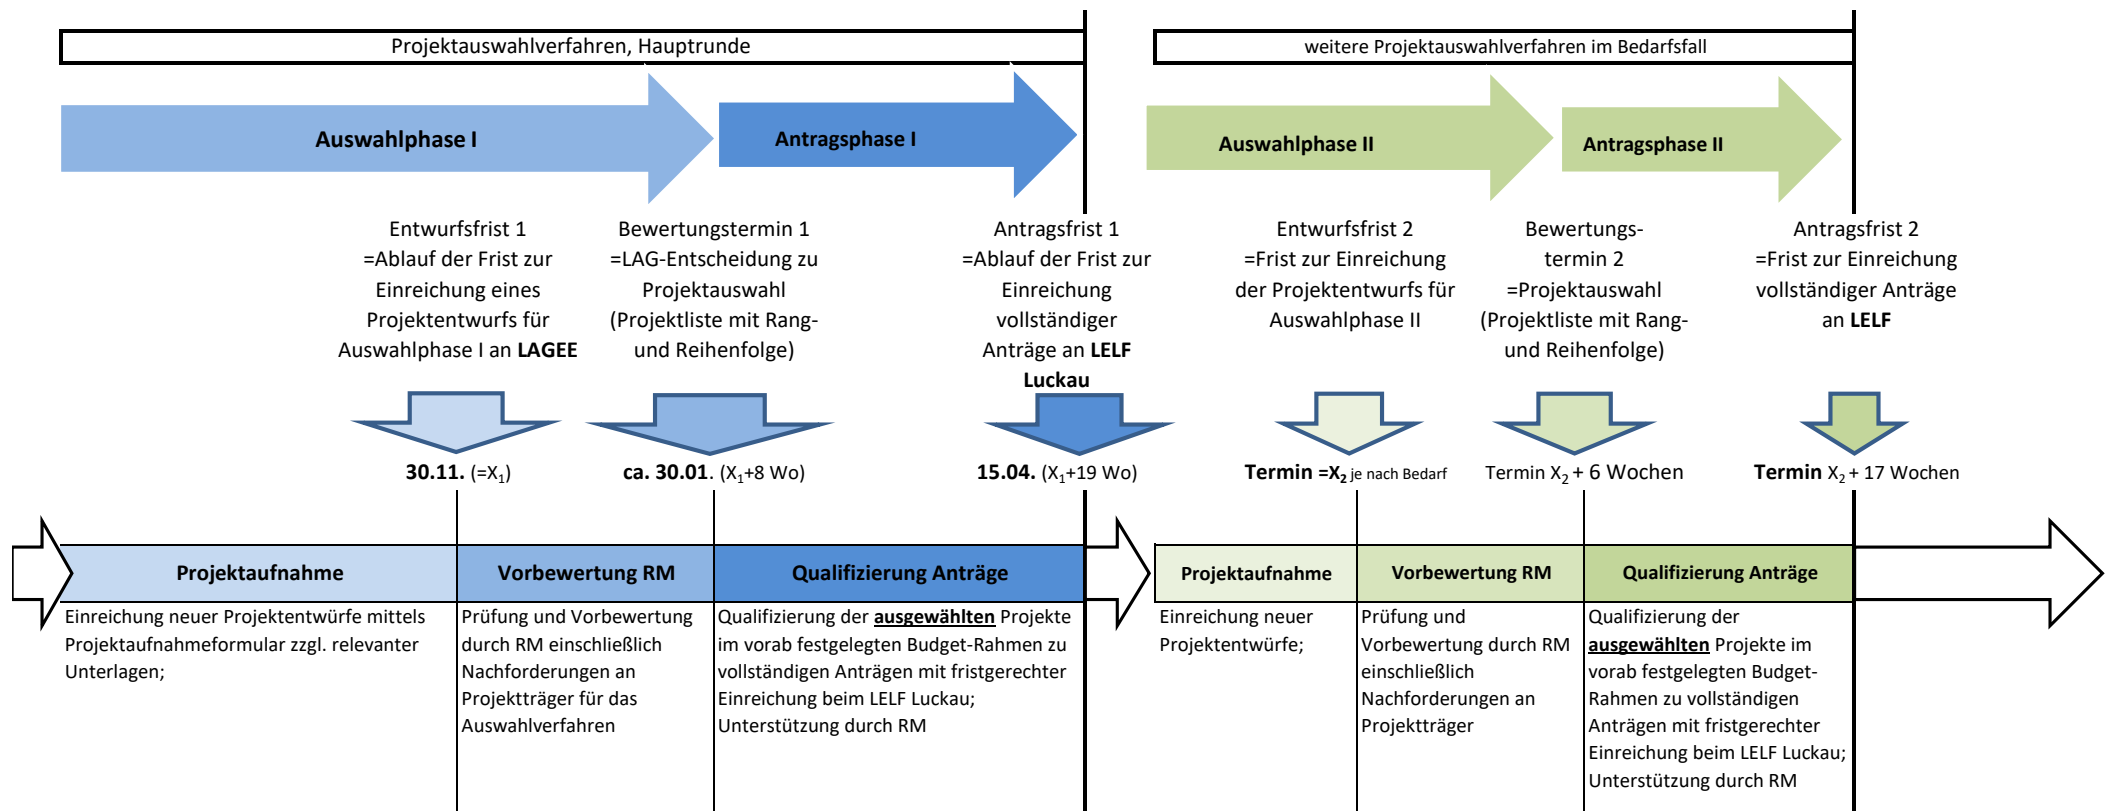 Projektauswahlverfahren, Hauptrunde
weitere Projektauswahlverfahren im Bedarfsfall
Auswahlphase I
Antragsphase I
Auswahlphase II
Antragsphase II
Entwurfsfrist 1
=Ablauf der Frist zur
Einreichung eines
Projektentwurfs für
Auswahlphase I an LAGEE
Bewertungstermin 1
=LAG-Entscheidung zu
Projektauswahl
(Projektliste mit Rang-
und Reihenfolge)
Antragsfrist 1
=Ablauf der Frist zur
Einreichung
vollständiger
Anträge an LELF
Luckau
Entwurfsfrist 2
=Frist zur Einreichung
der Projektentwurfs für
Auswahlphase II
Bewertungs-
termin 2
=Projektauswahl
(Projektliste mit Rang-
und Reihenfolge)
Antragsfrist 2
=Frist zur Einreichung
vollständiger Anträge
an LELF
30.11. (=X₁)
ca. 30.01. (X₁+8 Wo)
15.04. (X₁+19 Wo)
Termin =X₂ je nach Bedarf
Termin X₂ + 6 Wochen
Termin X₂ + 17 Wochen
Projektaufnahme
Vorbewertung RM
Qualifizierung Anträge
Projektaufnahme
Vorbewertung RM
Qualifizierung Anträge
Einreichung neuer Projektentwürfe mittels
Projektaufnahmeformular zzgl. relevanter
Unterlagen;
Prüfung und Vorbewertung
durch RM einschließlich
Nachforderungen an
Projektträger für das
Auswahlverfahren
Qualifizierung der ausgewählten Projekte
im vorab festgelegten Budget-Rahmen zu
vollständigen Anträgen mit fristgerechter
Einreichung beim LELF Luckau;
Unterstützung durch RM
Einreichung neuer
Projektentwürfe;
Prüfung und
Vorbewertung durch RM
einschließlich
Nachforderungen an
Projektträger
Qualifizierung der
ausgewählten Projekte im
vorab festgelegten Budget-
Rahmen zu vollständigen
Anträgen mit fristgerechter
Einreichung beim LELF Luckau;
Unterstützung durch RM